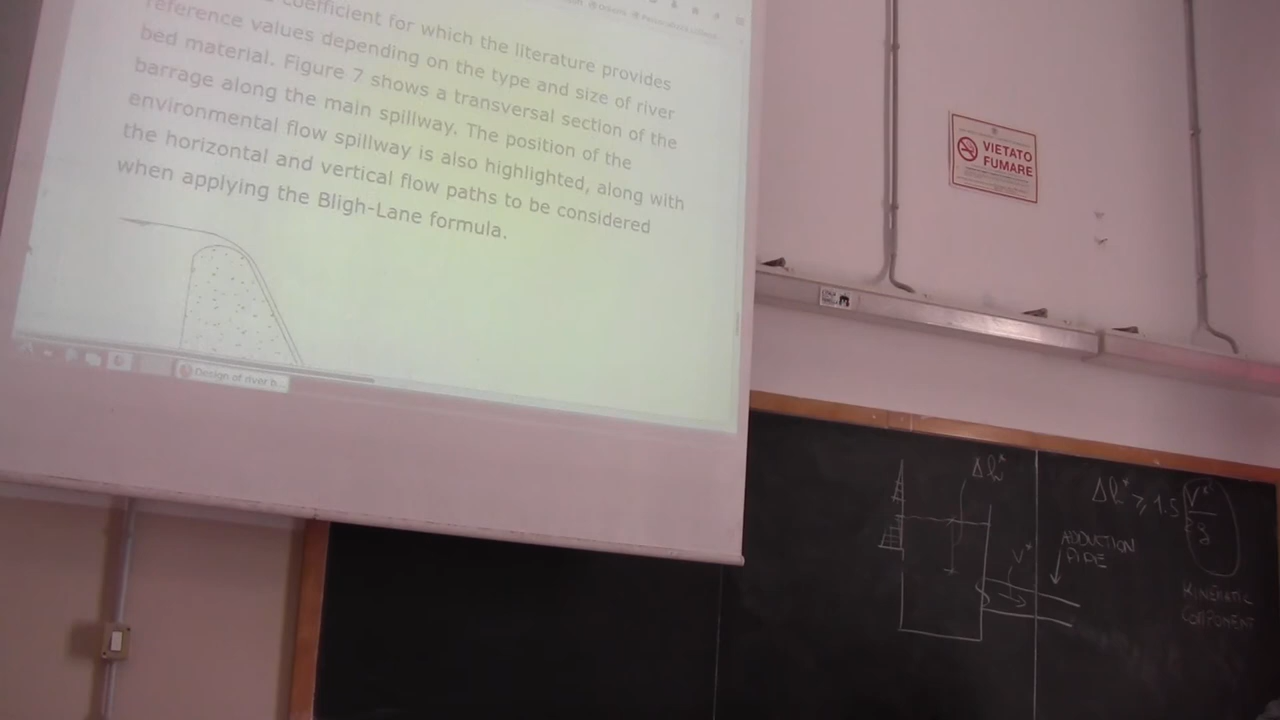 coefficient for which the literature provides
reference values depending on the type and size of river
bed material. Figure 7 shows a transversal section of the
barrage along the main spillway. The position of the
environmental flow spillway is also highlighted, along with
the horizontal and vertical flow paths to be considered
when applying the Bligh-Lane formula.
Design of river b...
VIETATO
FUMARE
Δh*
V*
ADDUCTION
PIPE
Δh* ⩾ 1.5 V*²/2g
KINEMATIC
COMPONENT